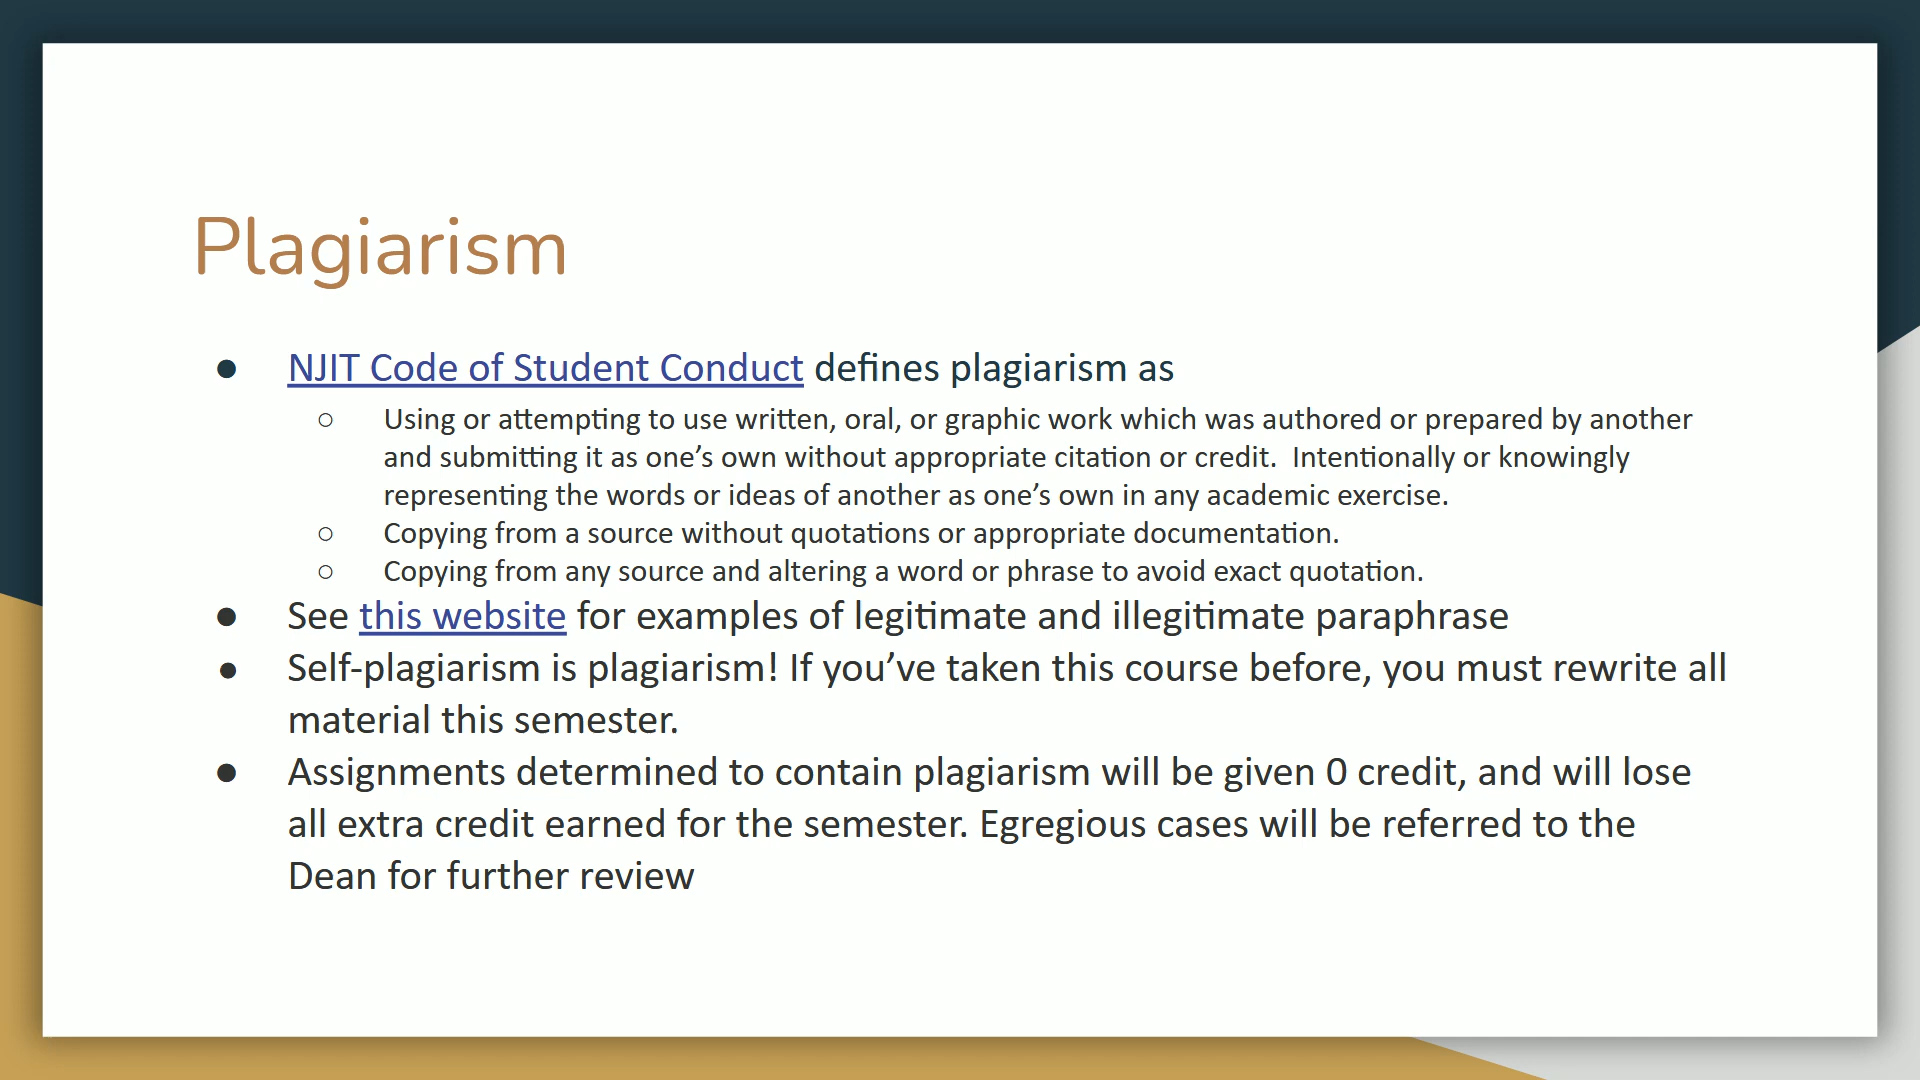 Plagiarism
● NJIT Code of Student Conduct defines plagiarism as
○ Using or attempting to use written, oral, or graphic work which was authored or prepared by another
and submitting it as one’s own without appropriate citation or credit.  Intentionally or knowingly
representing the words or ideas of another as one’s own in any academic exercise.
○ Copying from a source without quotations or appropriate documentation.
○ Copying from any source and altering a word or phrase to avoid exact quotation.
● See this website for examples of legitimate and illegitimate paraphrase
● Self-plagiarism is plagiarism! If you’ve taken this course before, you must rewrite all
material this semester.
● Assignments determined to contain plagiarism will be given 0 credit, and will lose
all extra credit earned for the semester. Egregious cases will be referred to the
Dean for further review